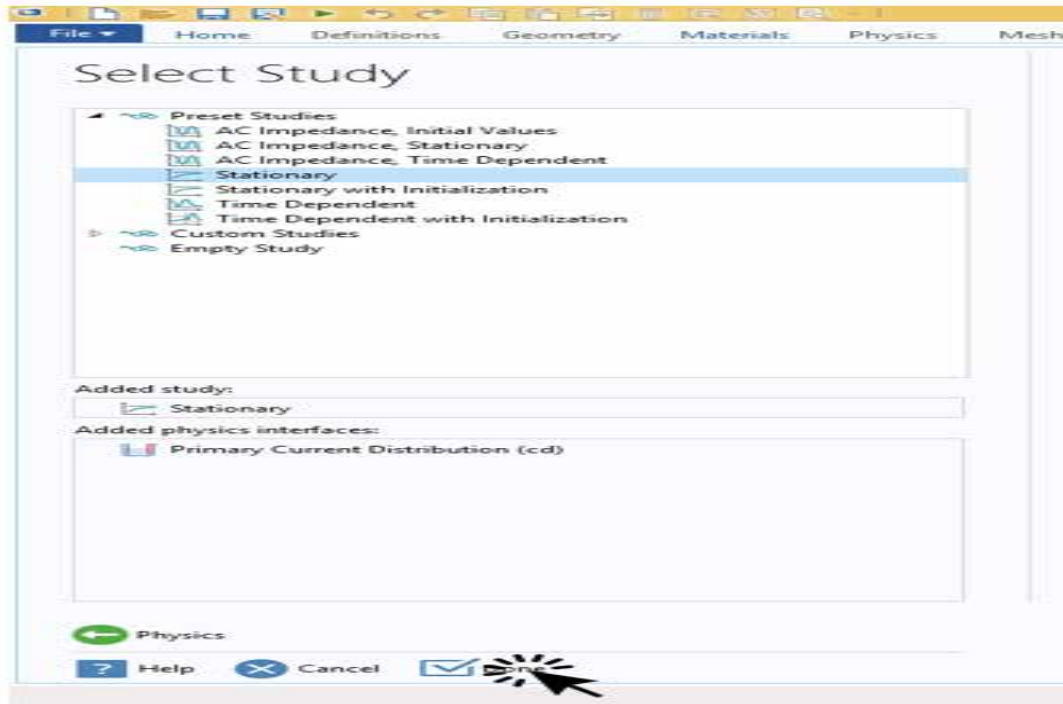 File Home Definitions Geometry Materials Physics Mesh
Select Study
Preset Studies
AC Impedance, Initial Values
AC Impedance, Stationary
AC Impedance, Time Dependent
Stationary
Stationary with Initialization
Time Dependent
Time Dependent with Initialization
Custom Studies
Empty Study
Added study:
Stationary
Added physics interfaces:
Primary Current Distribution (cd)
Physics
? Help Cancel